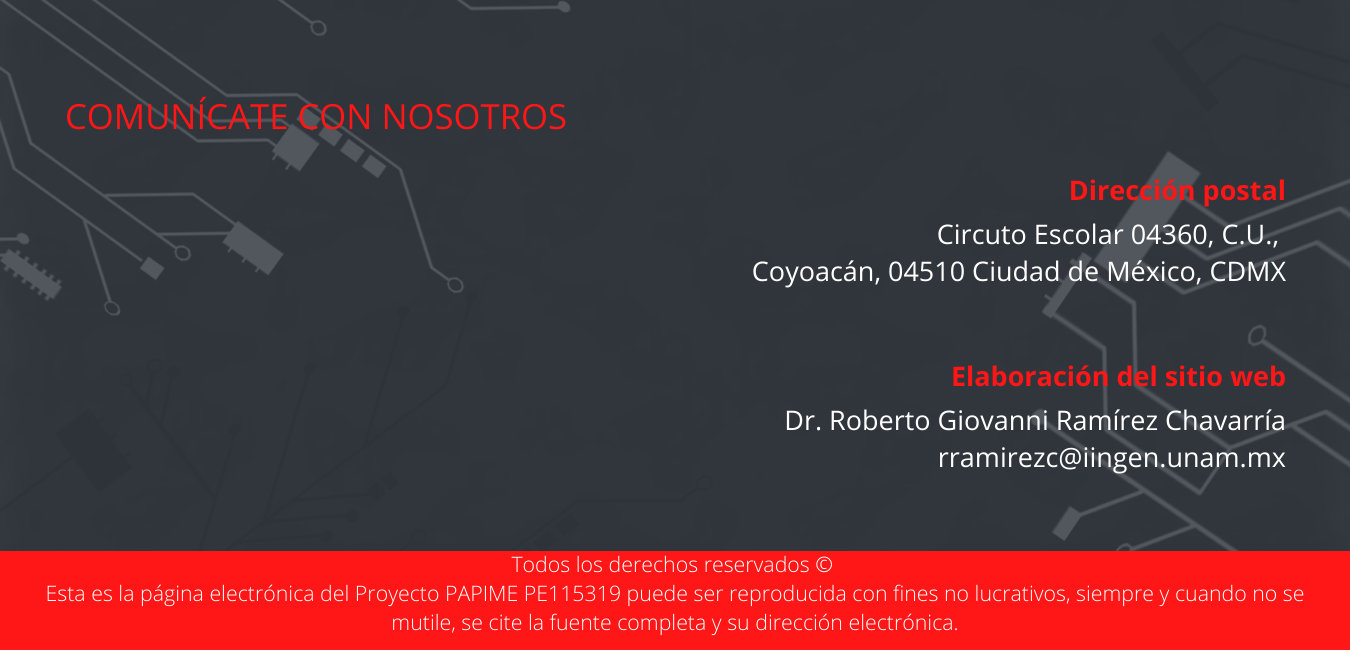 COMUNÍCATE CON NOSOTROS
Dirección postal
Circuto Escolar 04360, C.U.,
Coyoacán, 04510 Ciudad de México, CDMX
Elaboración del sitio web
Dr. Roberto Giovanni Ramírez Chavarría
rramirezc@iingen.unam.mx
Todos los derechos reservados ©
Esta es la página electrónica del Proyecto PAPIME PE115319 puede ser reproducida con fines no lucrativos, siempre y cuando no se
mutile, se cite la fuente completa y su dirección electrónica.